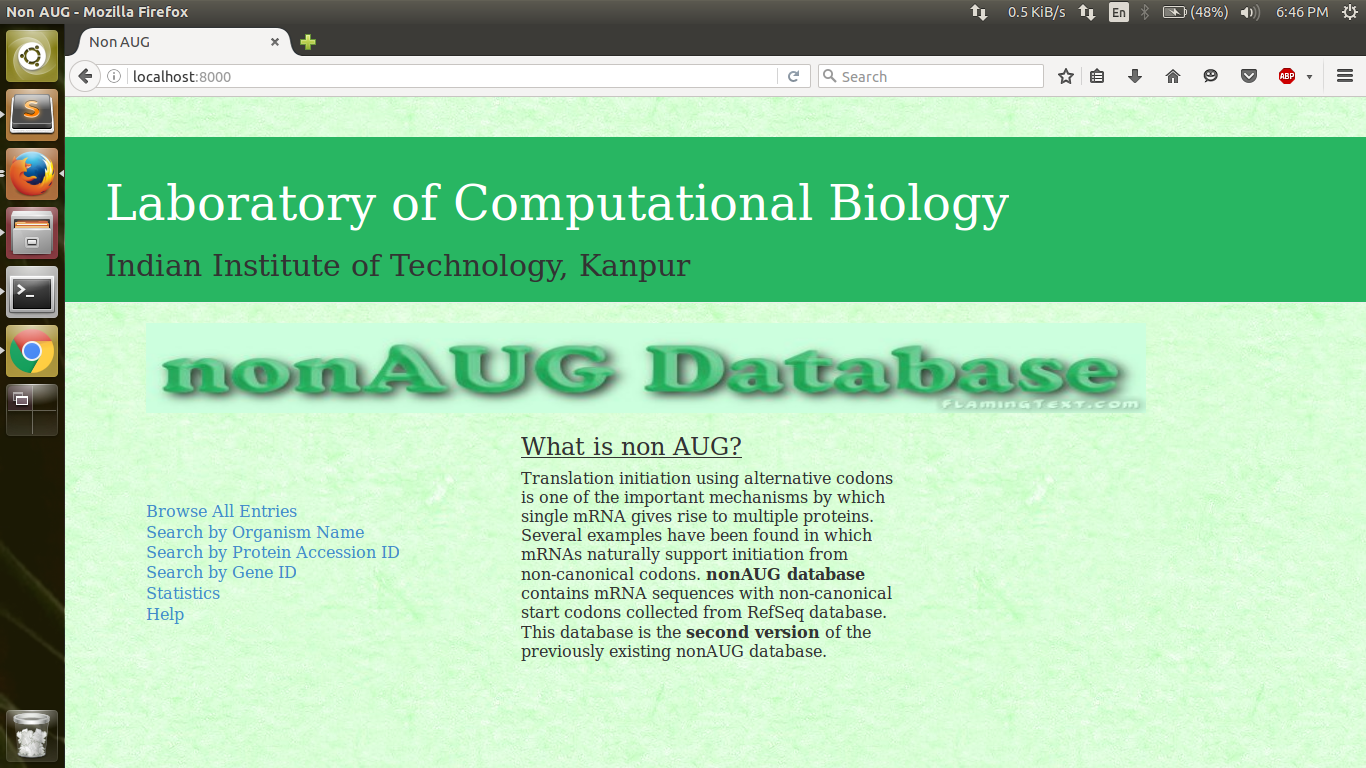 Non AUG - Mozilla Firefox
0.5 KiB/s
En
(48%)
6:46 PM
Non AUG
localhost:8000
Search
ABP
Laboratory of Computational Biology
Indian Institute of Technology, Kanpur
nonAUG Database
FLAMINGTEXT.COM
What is non AUG?
Translation initiation using alternative codons
is one of the important mechanisms by which
single mRNA gives rise to multiple proteins.
Several examples have been found in which
mRNAs naturally support initiation from
non-canonical codons. nonAUG database
contains mRNA sequences with non-canonical
start codons collected from RefSeq database.
This database is the second version of the
previously existing nonAUG database.
Browse All Entries
Search by Organism Name
Search by Protein Accession ID
Search by Gene ID
Statistics
Help